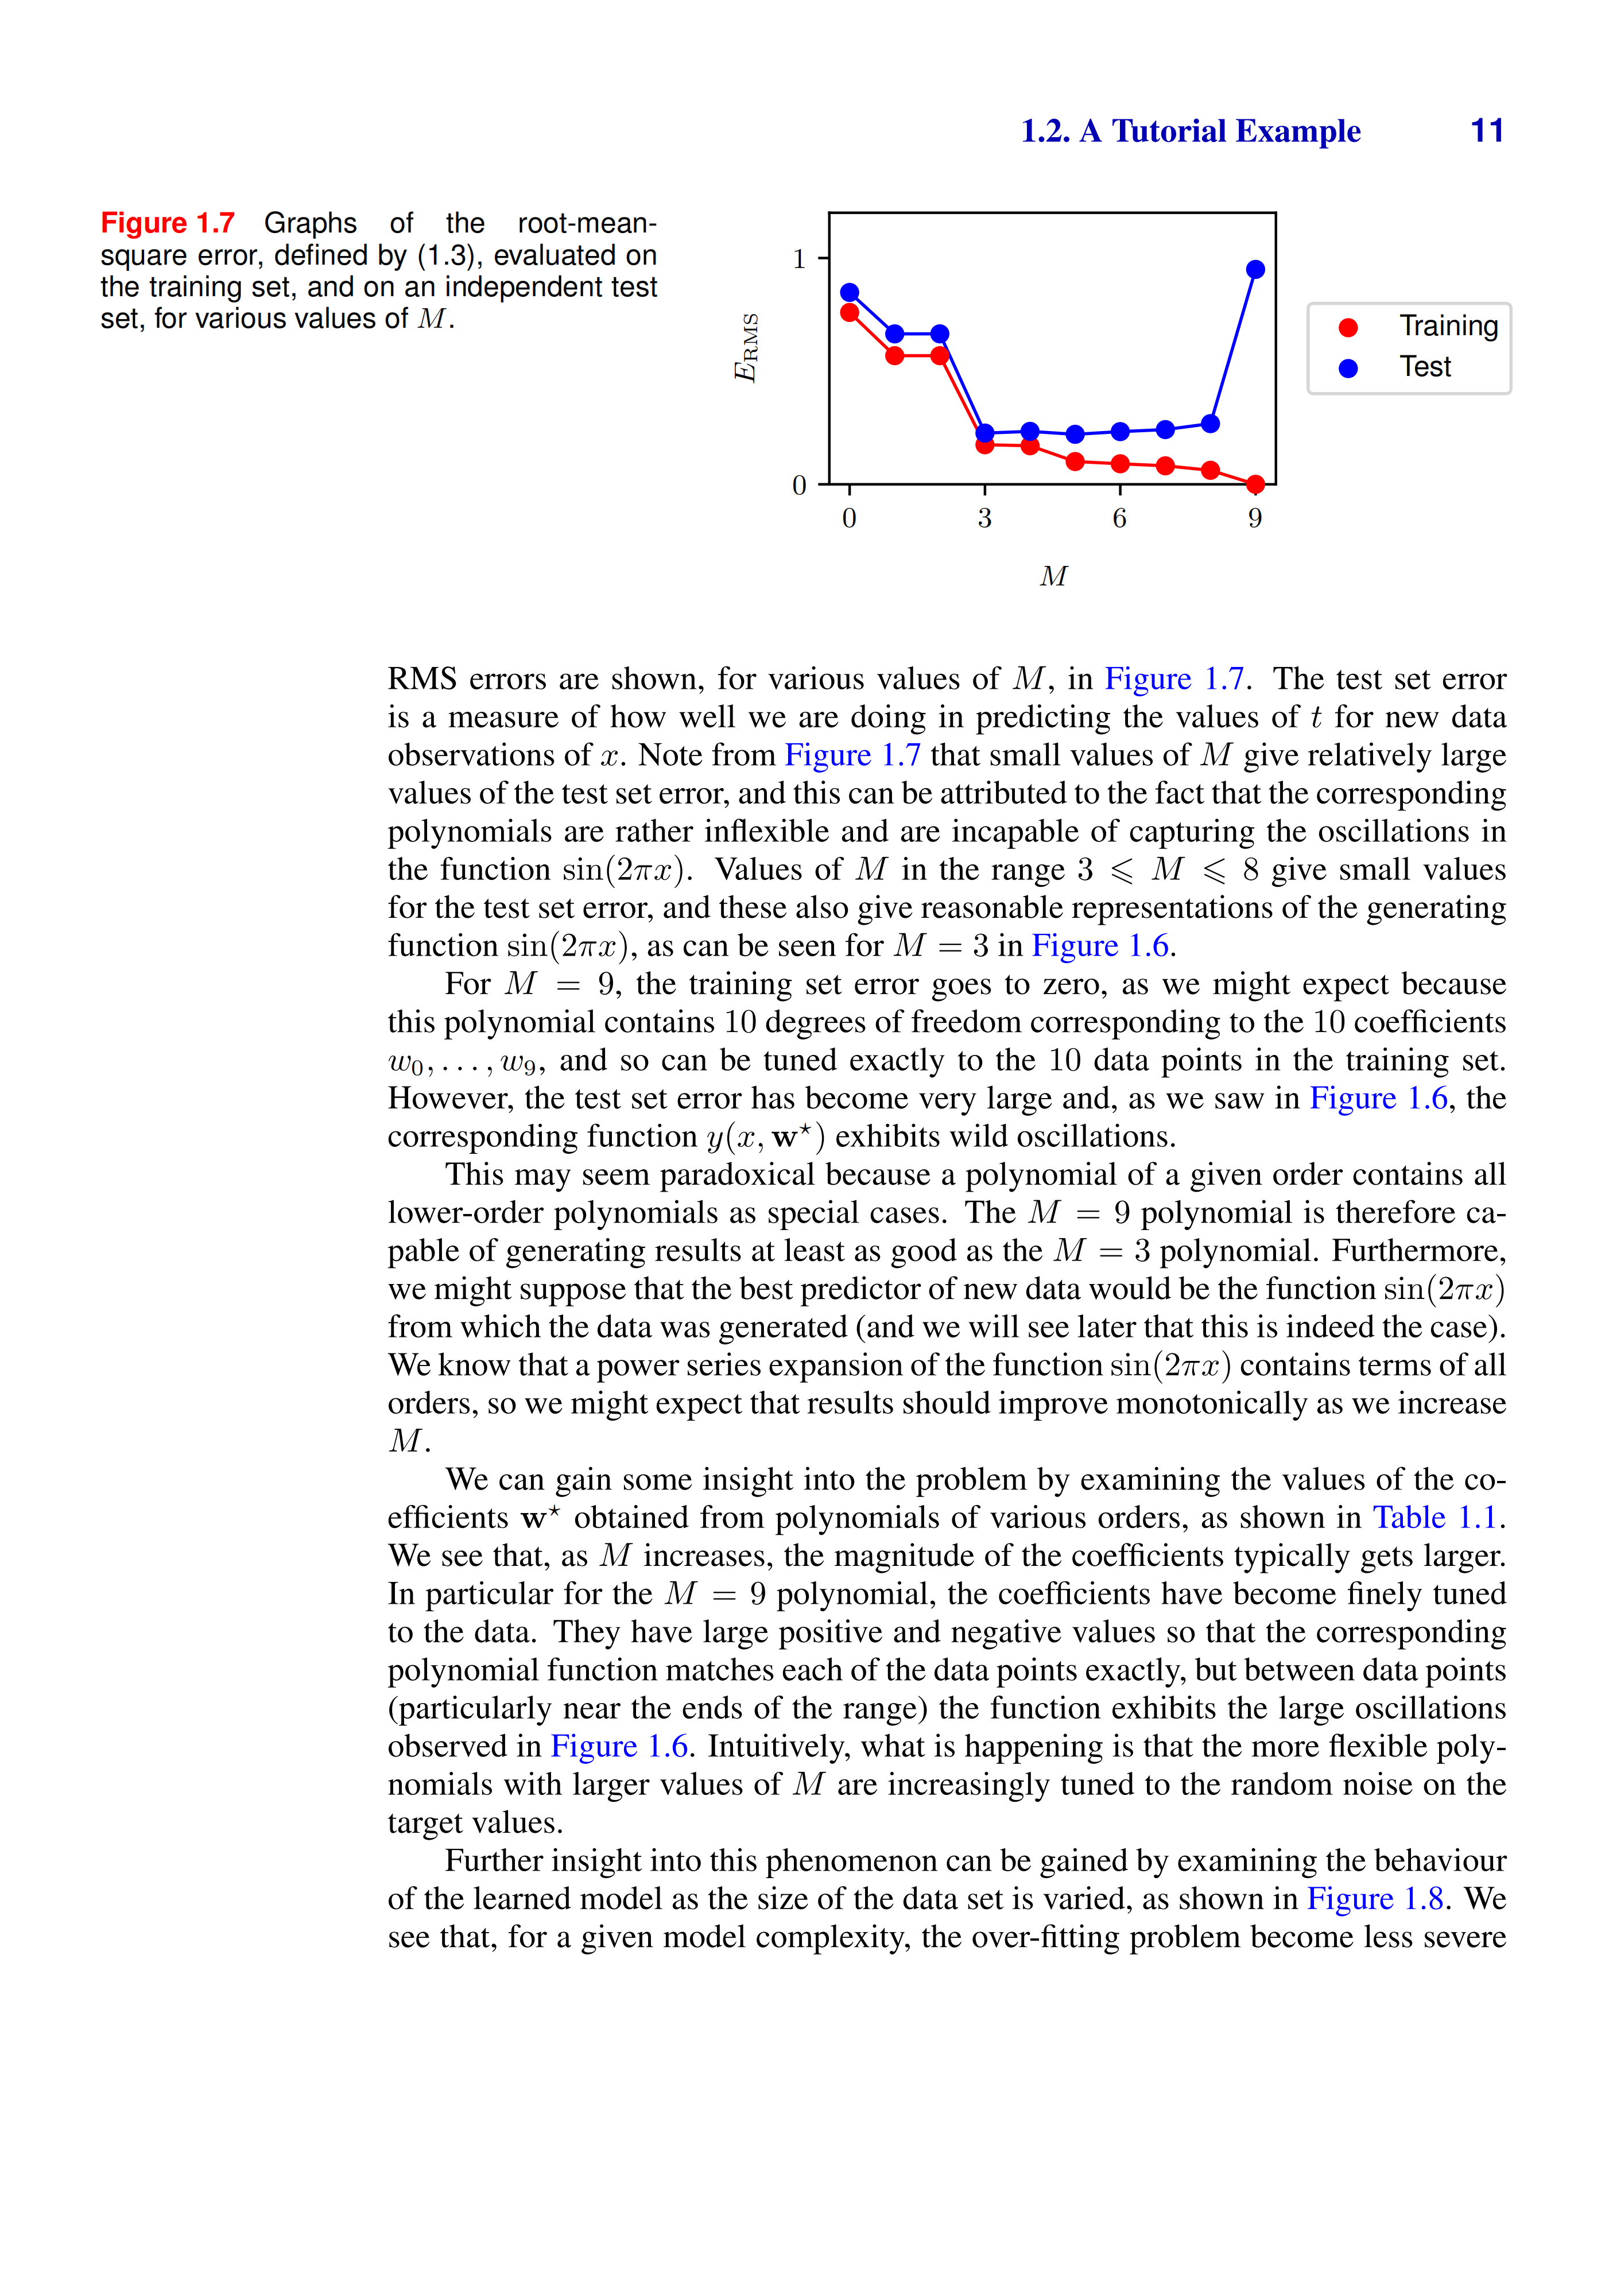 1.2. A Tutorial Example 11
Figure 1.7 Graphs of the root-mean-
square error, defined by (1.3), evaluated on
the training set, and on an independent test
set, for various values of M.
1
0
E_RMS
0 3 6 9
M
Training
Test
RMS errors are shown, for various values of M, in Figure 1.7. The test set error
is a measure of how well we are doing in predicting the values of t for new data
observations of x. Note from Figure 1.7 that small values of M give relatively large
values of the test set error, and this can be attributed to the fact that the corresponding
polynomials are rather inflexible and are incapable of capturing the oscillations in
the function sin(2πx). Values of M in the range 3 ⩽ M ⩽ 8 give small values
for the test set error, and these also give reasonable representations of the generating
function sin(2πx), as can be seen for M = 3 in Figure 1.6.
For M = 9, the training set error goes to zero, as we might expect because
this polynomial contains 10 degrees of freedom corresponding to the 10 coefficients
w₀, . . . , w₉, and so can be tuned exactly to the 10 data points in the training set.
However, the test set error has become very large and, as we saw in Figure 1.6, the
corresponding function y(x, w⋆) exhibits wild oscillations.
This may seem paradoxical because a polynomial of a given order contains all
lower-order polynomials as special cases. The M = 9 polynomial is therefore ca-
pable of generating results at least as good as the M = 3 polynomial. Furthermore,
we might suppose that the best predictor of new data would be the function sin(2πx)
from which the data was generated (and we will see later that this is indeed the case).
We know that a power series expansion of the function sin(2πx) contains terms of all
orders, so we might expect that results should improve monotonically as we increase
M.
We can gain some insight into the problem by examining the values of the co-
efficients w⋆ obtained from polynomials of various orders, as shown in Table 1.1.
We see that, as M increases, the magnitude of the coefficients typically gets larger.
In particular for the M = 9 polynomial, the coefficients have become finely tuned
to the data. They have large positive and negative values so that the corresponding
polynomial function matches each of the data points exactly, but between data points
(particularly near the ends of the range) the function exhibits the large oscillations
observed in Figure 1.6. Intuitively, what is happening is that the more flexible poly-
nomials with larger values of M are increasingly tuned to the random noise on the
target values.
Further insight into this phenomenon can be gained by examining the behaviour
of the learned model as the size of the data set is varied, as shown in Figure 1.8. We
see that, for a given model complexity, the over-fitting problem become less severe